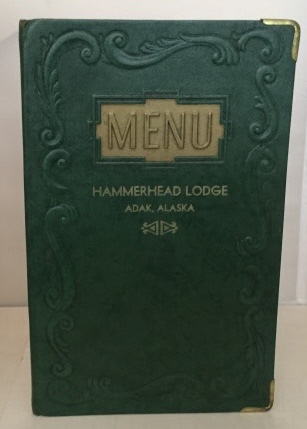 MENU
HAMMERHEAD LODGE
ADAK, ALASKA